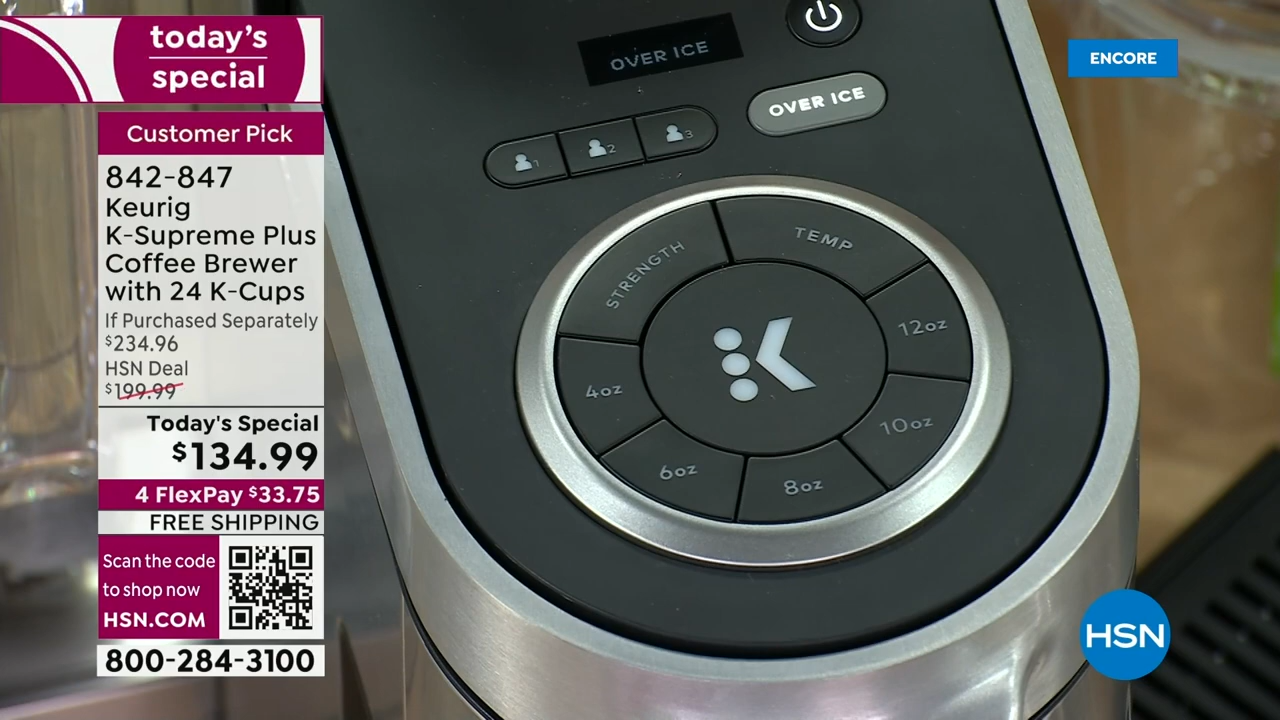 today's
special
Customer Pick
842-847
Keurig
K-Supreme Plus
Coffee Brewer
with 24 K-Cups
If Purchased Separately
$234.96
HSN Deal
$199.99
Today's Special
$134.99
4 FlexPay $33.75
FREE SHIPPING
Scan the code
to shop now
HSN.COM
800-284-3100
OVER ICE
OVER ICE
1
2
3
STRENGTH
TEMP
4oz
6oz
8oz
10oz
12oz
K
ENCORE
HSN